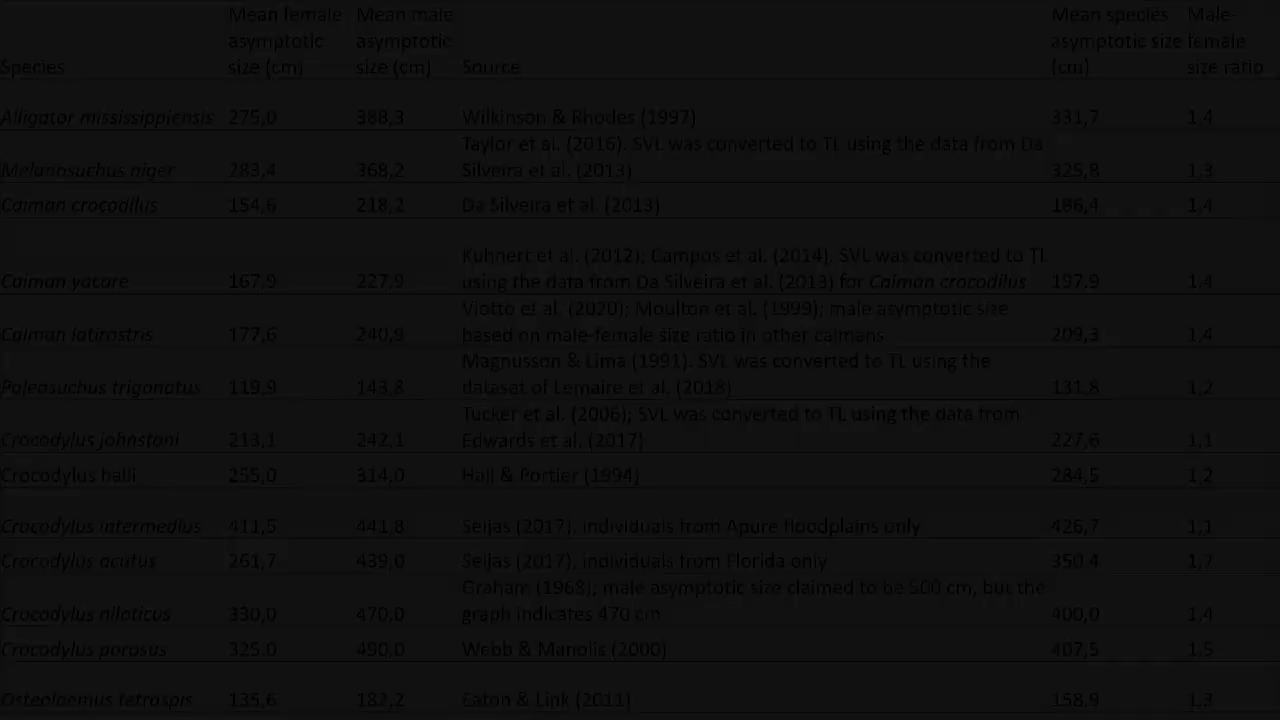 Species Mean female asymptotic size (cm) Mean male asymptotic size (cm) Source Mean species asymptotic size (cm) Male-female size ratio
Alligator mississippiensis 275,0 388,3 Wilkinson & Rhodes (1997) 331,7 1,4
Melanosuchus niger 283,4 368,2 Taylor et al. (2016). SVL was converted to TL using the data from Da Silveira et al. (2013) 325,8 1,3
Caiman crocodilus 154,6 218,2 Da Silveira et al. (2013) 186,4 1,4
Caiman yacare 167,9 227,9 Kuhnert et al. (2012); Campos et al. (2014). SVL was converted to TL using the data from Da Silveira et al. (2013) for Caiman crocodilus 197,9 1,4
Caiman latirostris 177,6 240,9 Viotto et al. (2020); Moulton et al. (1999); male asymptotic size based on male-female size ratio in other caimans 209,3 1,4
Paleosuchus trigonatus 119,9 143,8 Magnusson & Lima (1991). SVL was converted to TL using the dataset of Lemaire et al. (2018) 131,8 1,2
Crocodylus johnstoni 213,1 242,1 Tucker et al. (2006); SVL was converted to TL using the data from Edwards et al. (2017) 227,6 1,1
Crocodylus halli 255,0 314,0 Hall & Portier (1994) 284,5 1,2
Crocodylus intermedius 411,5 441,8 Seijas (2017), individuals from Apure floodplains only 426,7 1,1
Crocodylus acutus 261,7 439,0 Seijas (2017), individuals from Florida only 350,4 1,7
Crocodylus niloticus 330,0 470,0 Graham (1968); male asymptotic size claimed to be 500 cm, but the graph indicates 470 cm 400,0 1,4
Crocodylus porosus 325,0 490,0 Webb & Manolis (2000) 407,5 1,5
Osteolaemus tetraspis 135,6 182,2 Eaton & Link (2011) 158,9 1,3